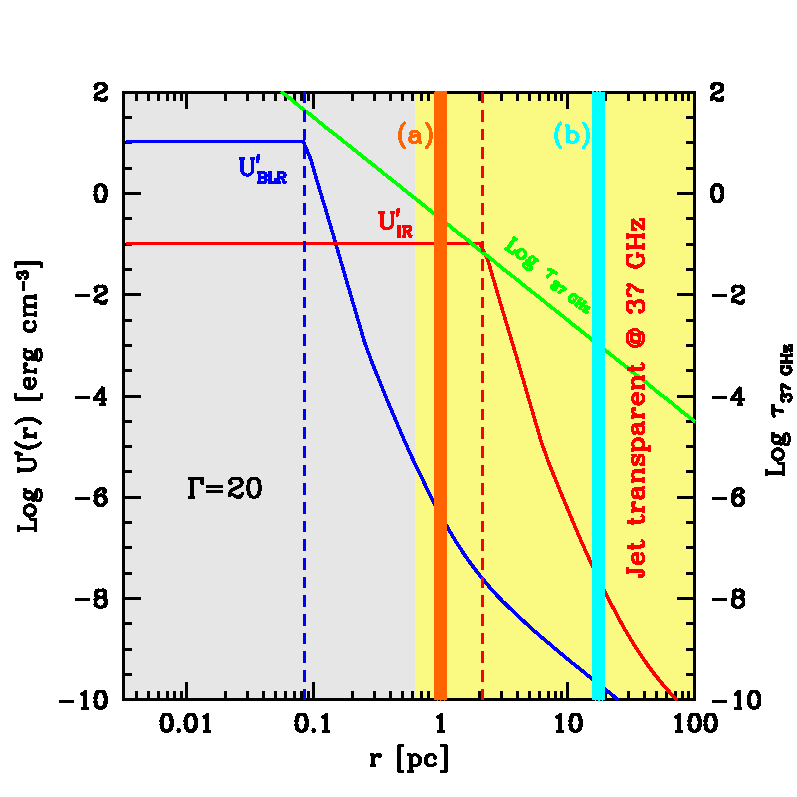 2
0
-2
-4
-6
-8
-10
2
0
-2
-4
-6
-8
-10
(a)
(b)
U′BLR
U′IR
Log τ37 GHz
Γ=20
Jet transparent @ 37 GHz
Log U′(r) [erg cm⁻³]
Log τ37 GHz
0.01 0.1 1 10 100
r [pc]